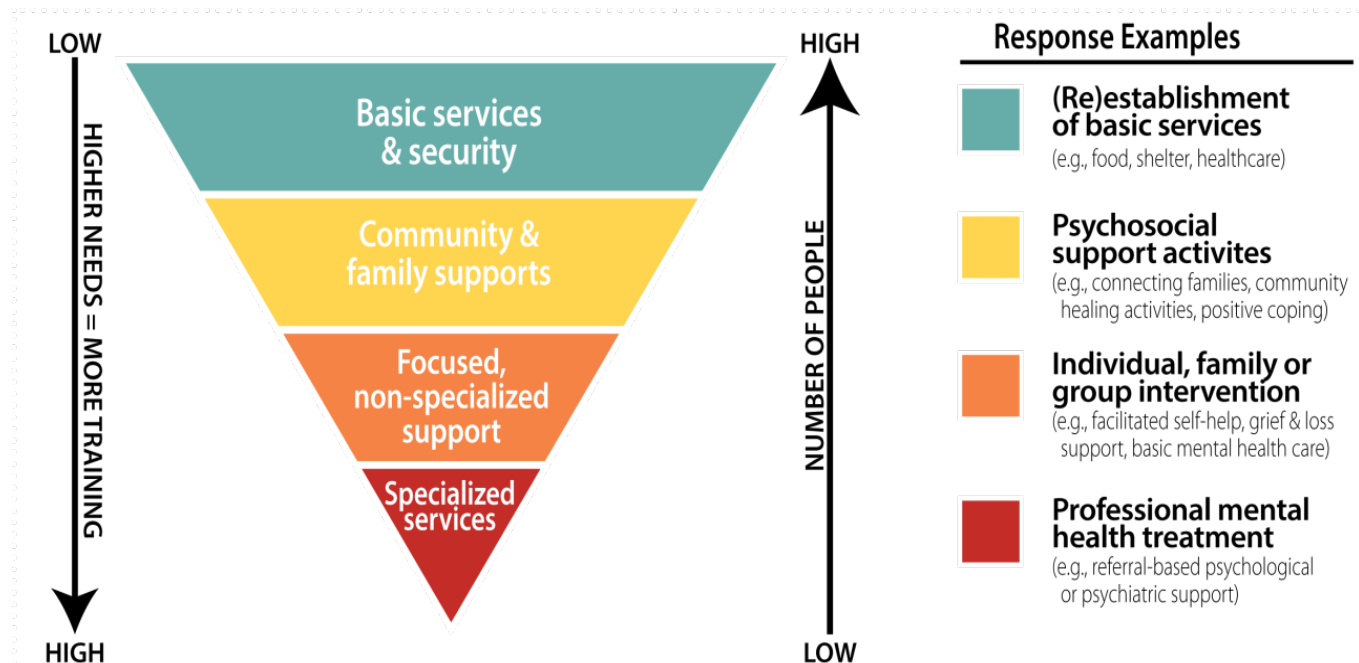 LOW
HIGHER NEEDS = MORE TRAINING
HIGH
Basic services
& security
Community &
family supports
Focused,
non-specialized
support
Specialized
services
HIGH
NUMBER OF PEOPLE
LOW
Response Examples
(Re)establishment
of basic services
(e.g., food, shelter, healthcare)
Psychosocial
support activites
(e.g., connecting families, community
healing activities, positive coping)
Individual, family or
group intervention
(e.g., facilitated self-help, grief & loss
support, basic mental health care)
Professional mental
health treatment
(e.g., referral-based psychological
or psychiatric support)